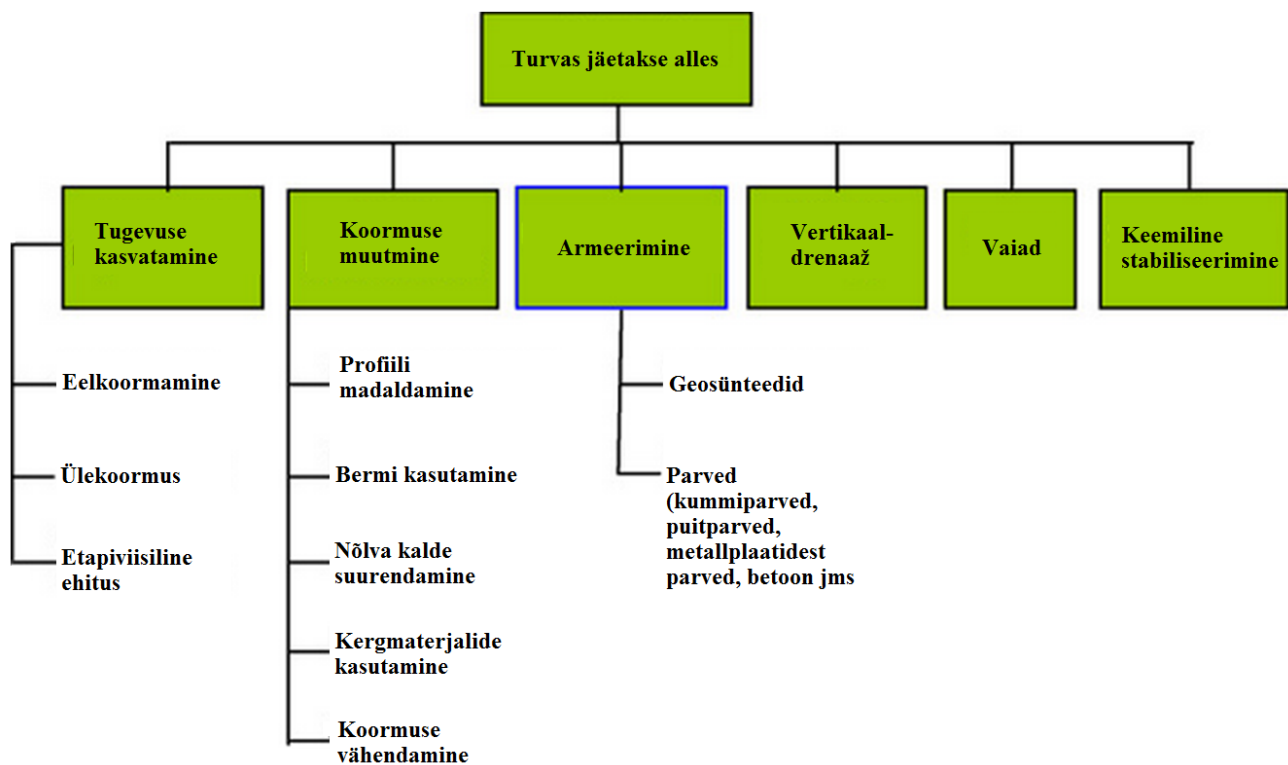 Turvas jäetakse alles
Tugevuse
kasvatamine
Koormuse
muutmine
Armeerimine
Vertikaal-
drenaaž
Vaiad
Keemiline
stabiliseerimine
Eelkoormamine
Ülekoormus
Etapiviisiline
ehitus
Profiili
madaldamine
Bermi kasutamine
Nõlva kalde
suurendamine
Kergmaterjalide
kasutamine
Koormuse
vähendamine
Geosünteedid
Parved
(kummiparved,
puitparved,
metallplaatidest
parved, betoon jms